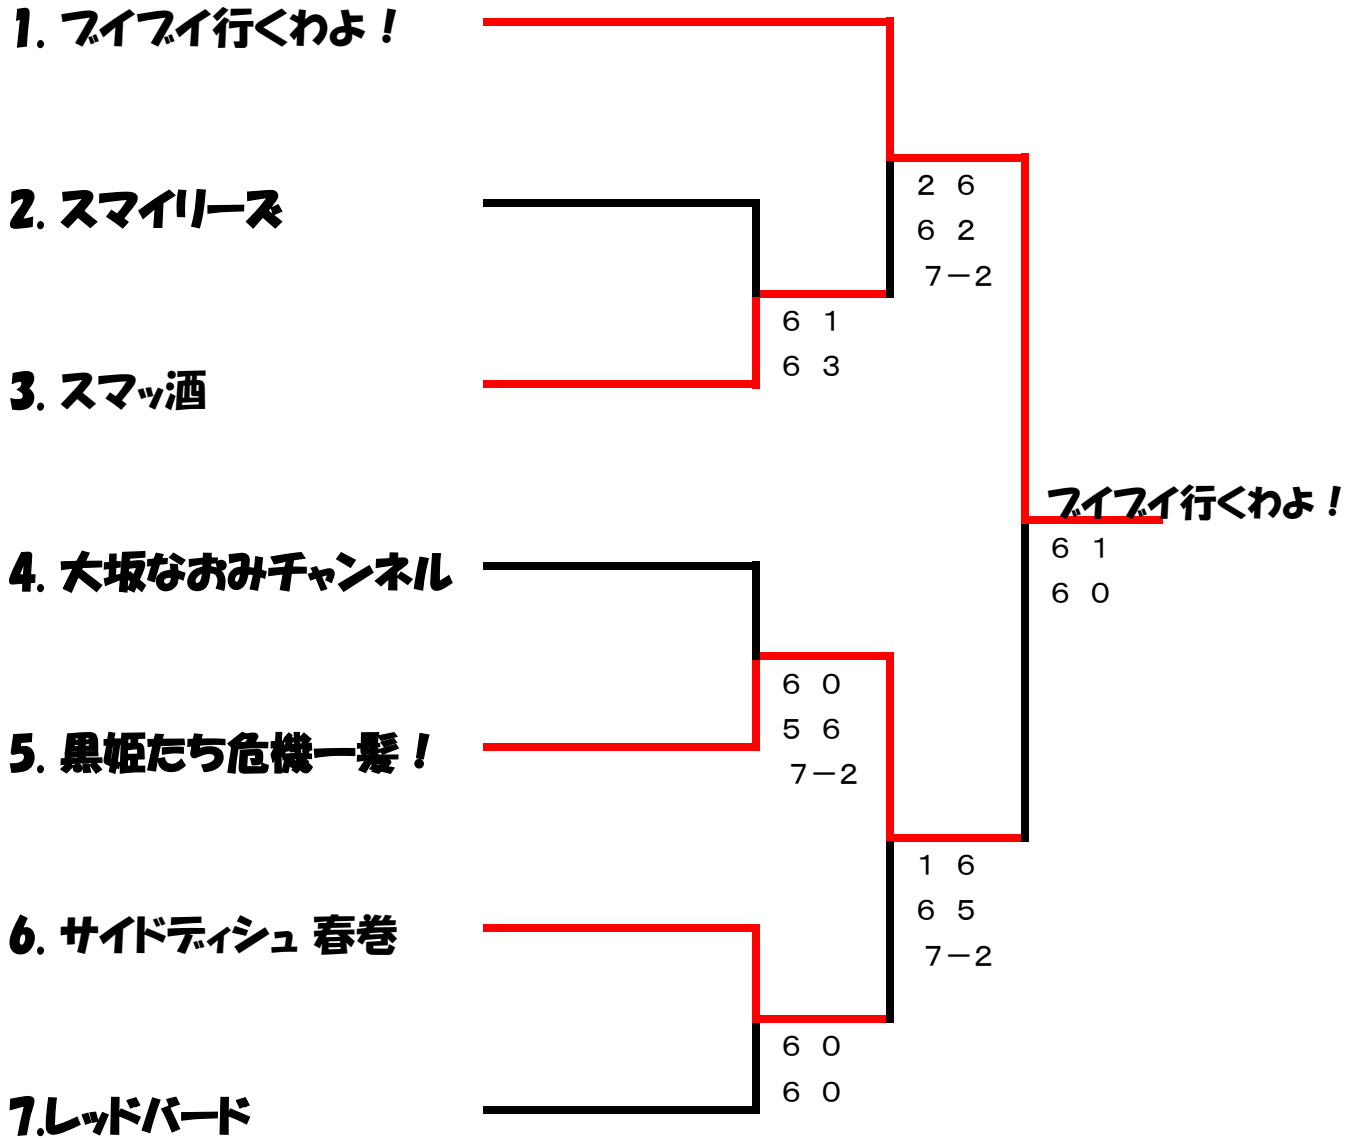 1. ブイブイ行くわよ！
2 6
2. スマイリーズ
6 2
7－2
6 1
6 3
3. スマッ酒
ブイブイ行くわよ！
6 1
4. 大坂なおみチャンネル
6 0
6 0
5 6
5. 黒姫たち危機一髪！
7－2
1 6
6 5
6. サイドディシュ 春巻
7－2
6 0
6 0
7.レッドバード